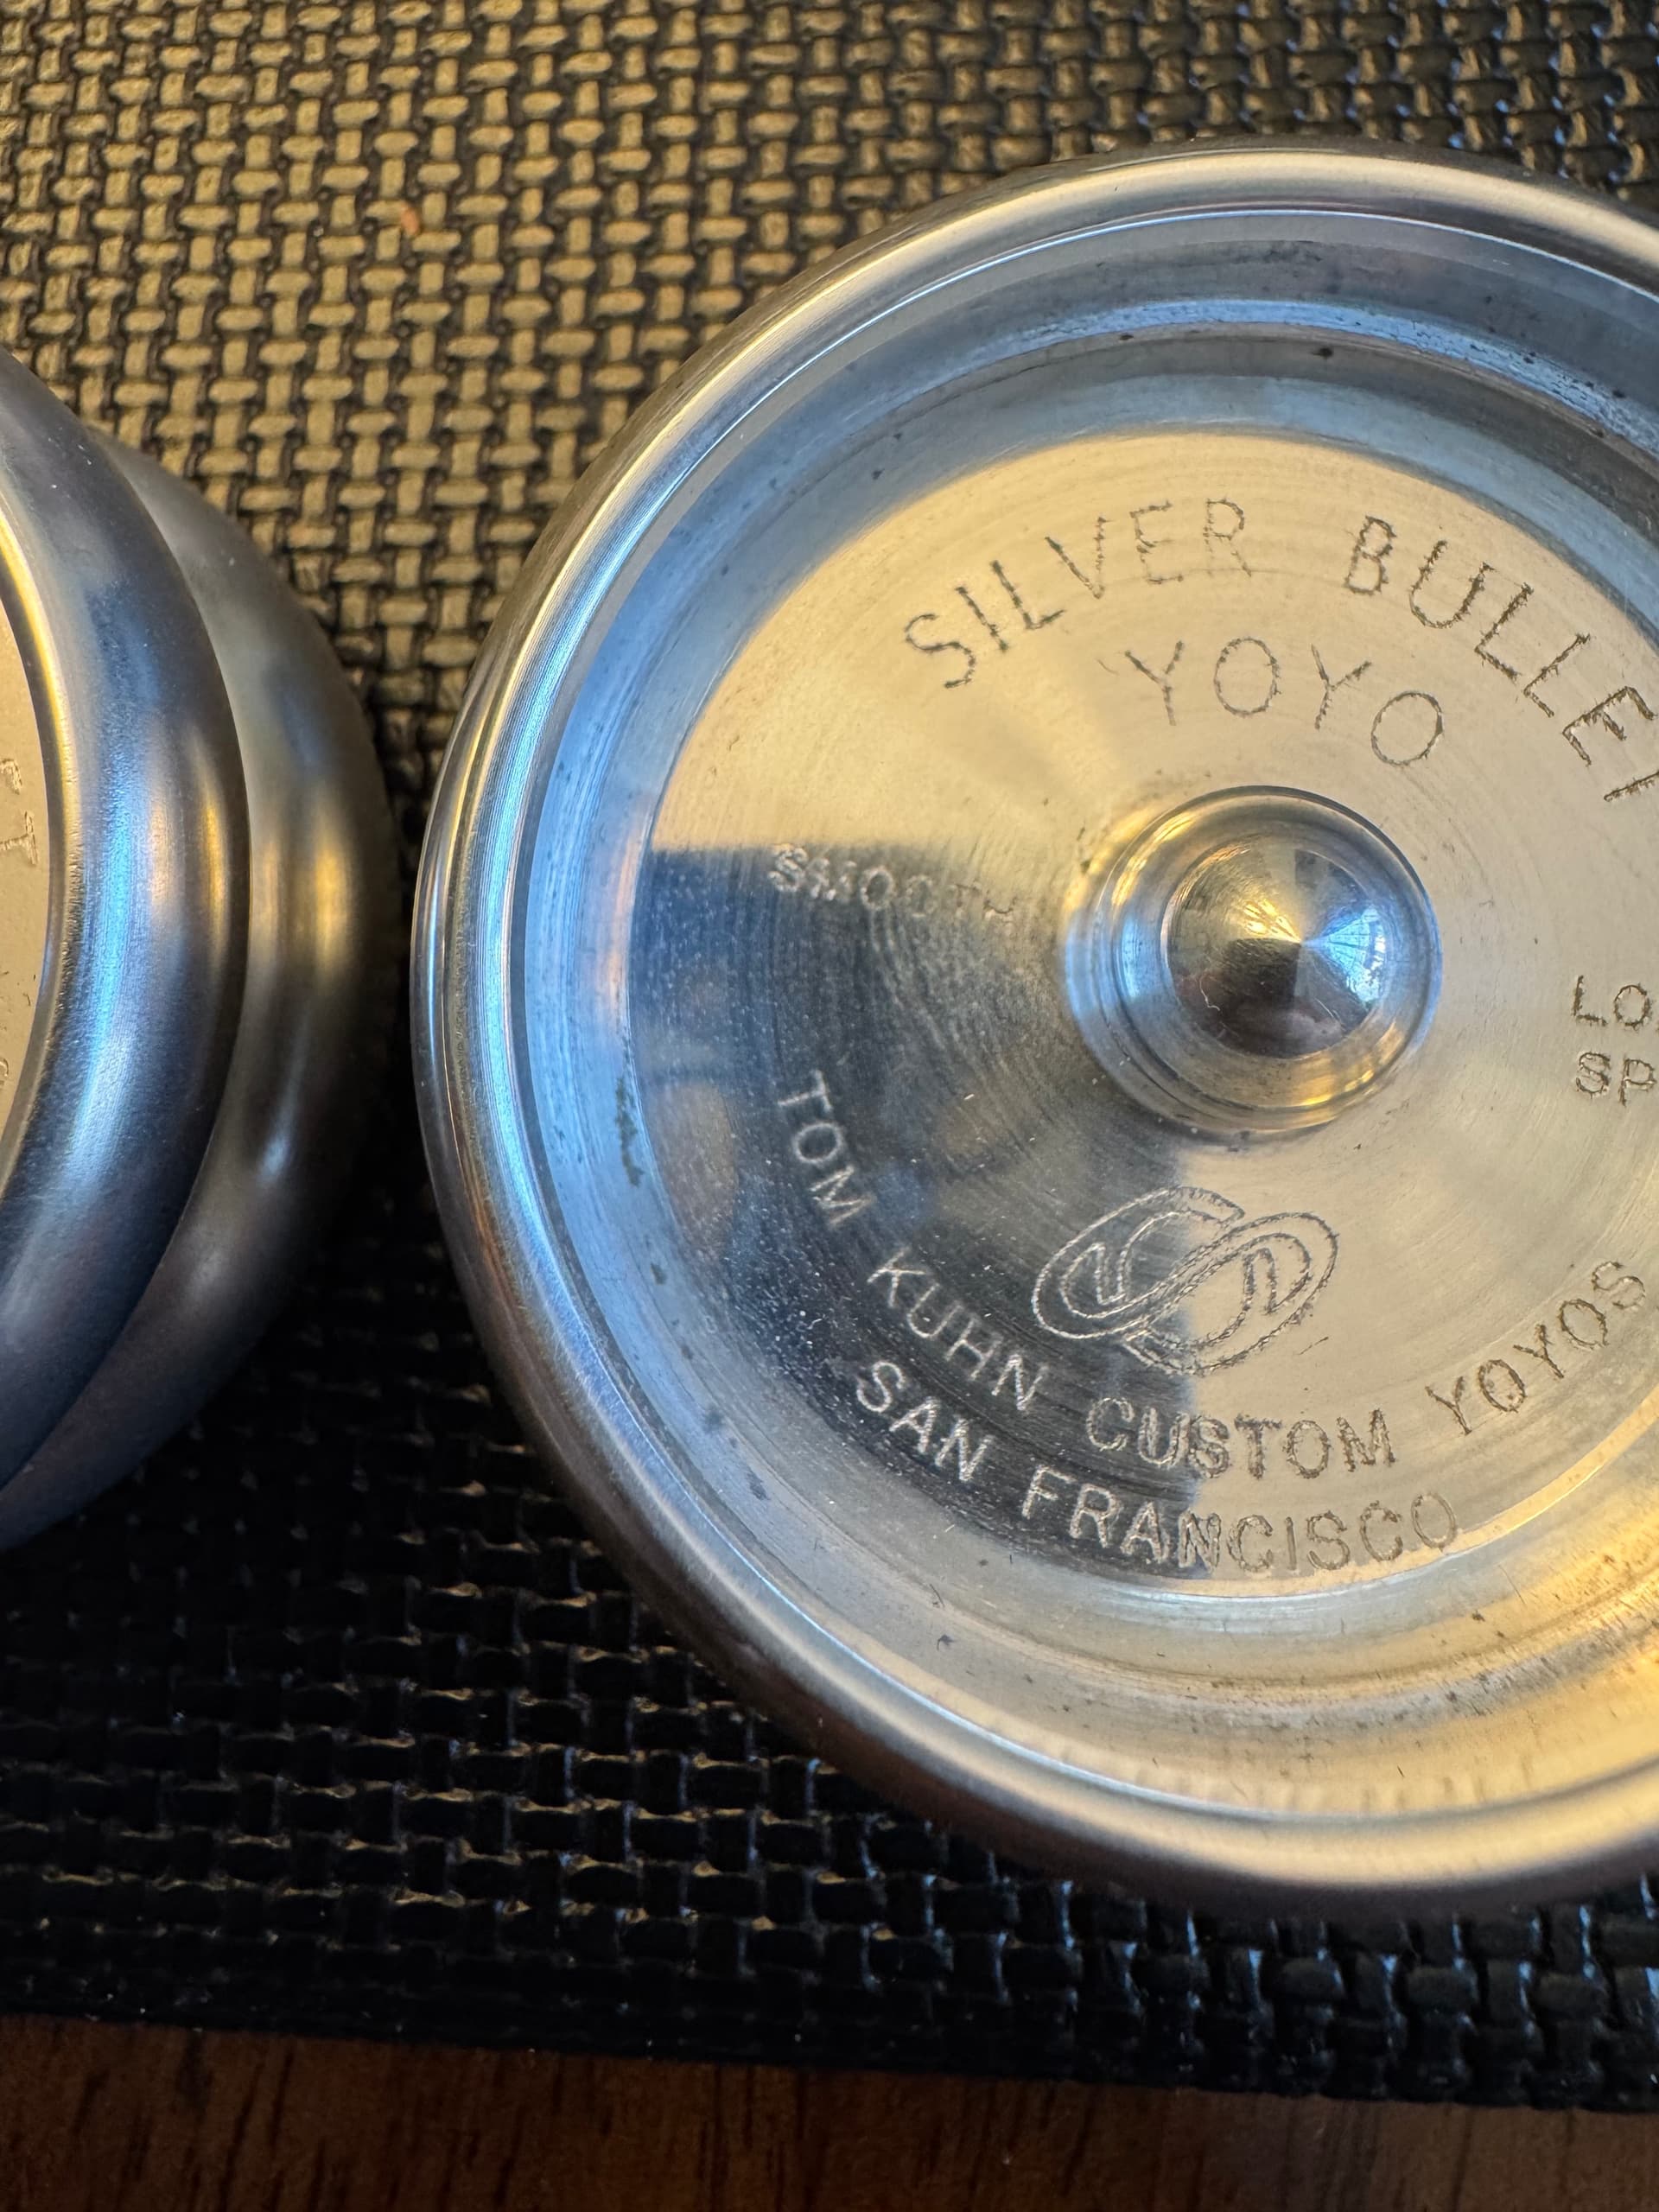 SILVER BULLET
YOYO
SMOOTH
TOM KUHN CUSTOM YOYOS
SAN FRANCISCO